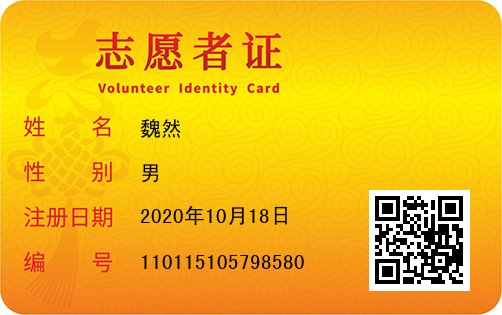 志愿者证
Volunteer Identity Card
姓 名 魏然
性 别 男
注册日期 2020年10月18日
编 号 110115105798580